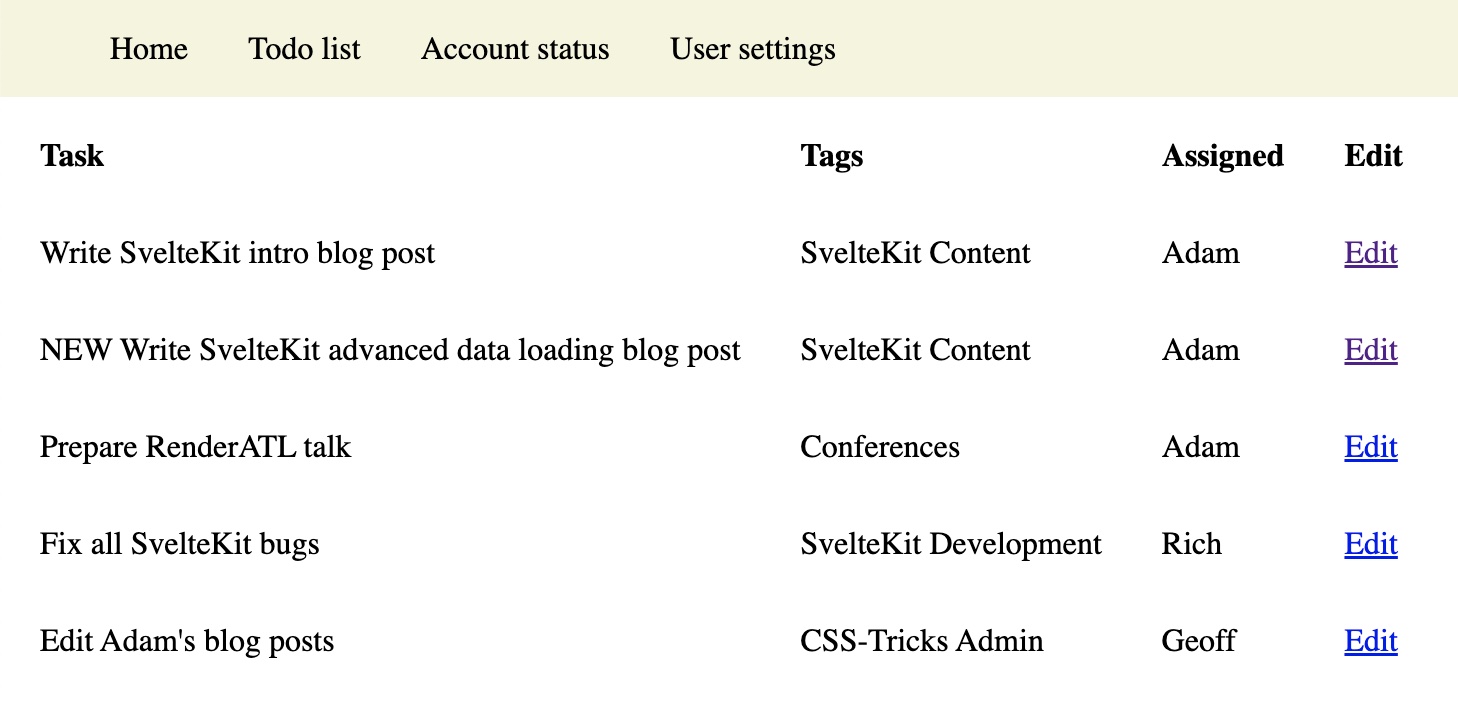 Home Todo list Account status User settings
Task Tags Assigned Edit
Write SvelteKit intro blog post SvelteKit Content Adam Edit
NEW Write SvelteKit advanced data loading blog post SvelteKit Content Adam Edit
Prepare RenderATL talk Conferences Adam Edit
Fix all SvelteKit bugs SvelteKit Development Rich Edit
Edit Adam's blog posts CSS-Tricks Admin Geoff Edit